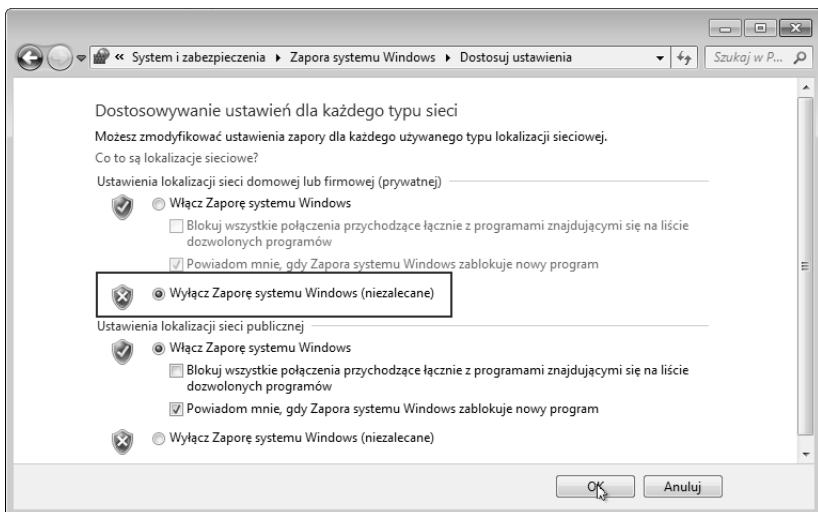 « System i zabezpieczenia ▸ Zapora systemu Windows ▸ Dostosuj ustawienia
Szukaj w P...
Dostosowywanie ustawień dla każdego typu sieci
Możesz zmodyfikować ustawienia zapory dla każdego używanego typu lokalizacji sieciowej.
Co to są lokalizacje sieciowe?
Ustawienia lokalizacji sieci domowej lub firmowej (prywatnej)
Włącz Zaporę systemu Windows
Blokuj wszystkie połączenia przychodzące łącznie z programami znajdującymi się na liście
dozwolonych programów
Powiadom mnie, gdy Zapora systemu Windows zablokuje nowy program
Wyłącz Zaporę systemu Windows (niezalecane)
Ustawienia lokalizacji sieci publicznej
Włącz Zaporę systemu Windows
Blokuj wszystkie połączenia przychodzące łącznie z programami znajdującymi się na liście
dozwolonych programów
Powiadom mnie, gdy Zapora systemu Windows zablokuje nowy program
Wyłącz Zaporę systemu Windows (niezalecane)
OK
Anuluj